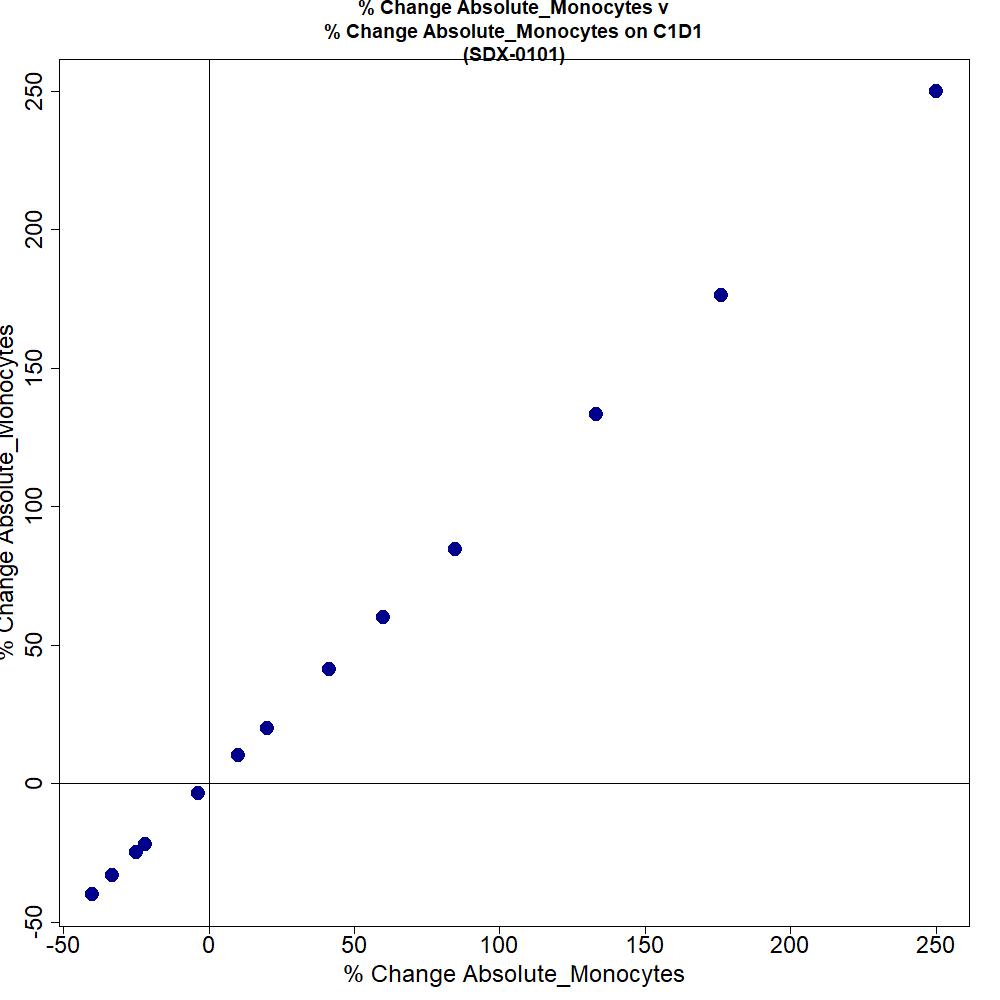 % Change Absolute_Monocytes v
% Change Absolute_Monocytes on C1D1
(SDX-0101)
250
200
150
100
50
0
-50
% Change Absolute_Monocytes
-50 0 50 100 150 200 250
% Change Absolute_Monocytes